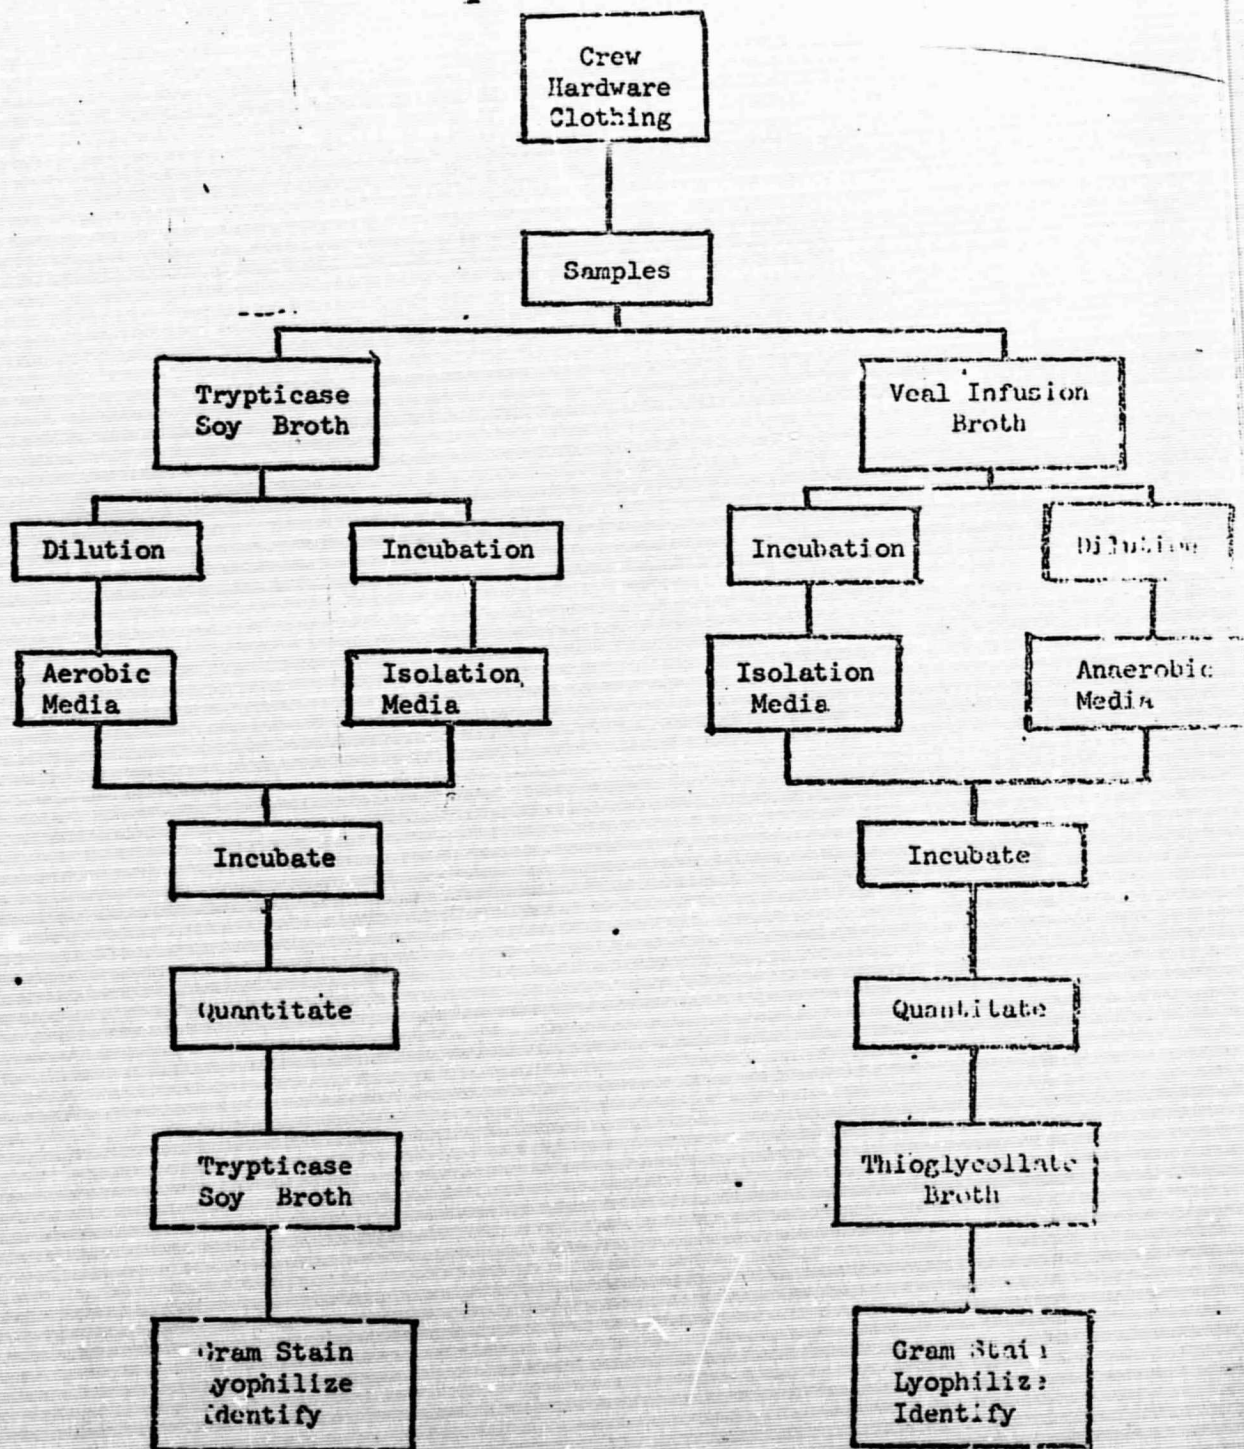 Crew
Hardware
Clothing
Samples
Trypticase
Soy Broth
Veal Infusion
Broth
Dilution
Incubation
Incubation
Dilution
Aerobic
Media
Isolation
Media
Isolation
Media
Anaerobic
Media
Incubate
Incubate
Quantitate
Quantitate
Trypticase
Soy Broth
Thioglycollate
Broth
Gram Stain
Lyophilize
Identify
Gram Stain
Lyophilize
Identify